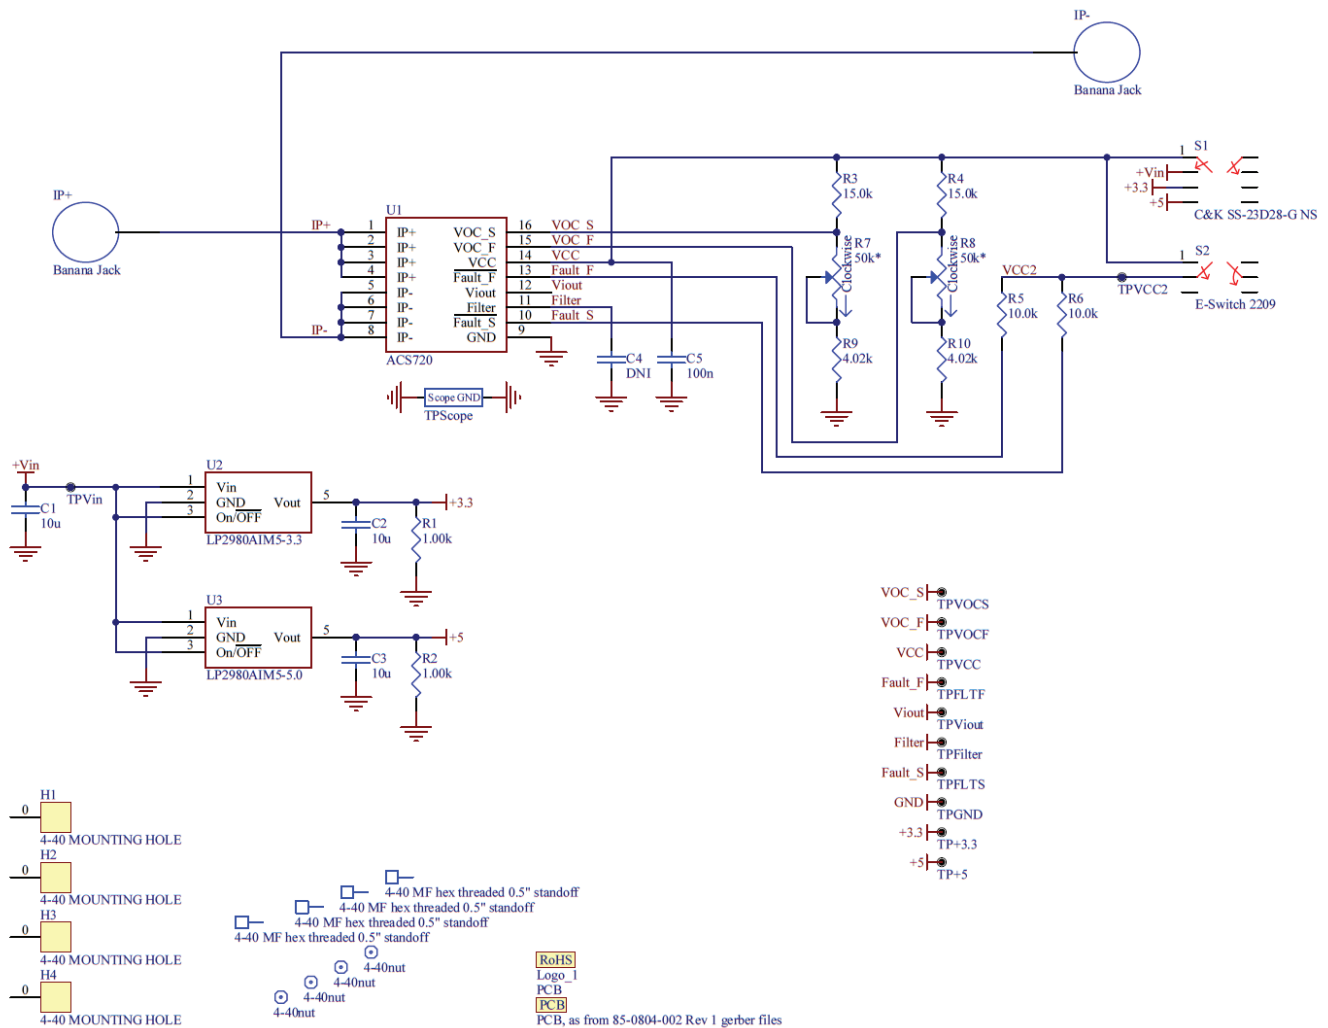 IP-
Banana Jack
IP+
Banana Jack
IP+
IP-
U1
1 IP+ VOC_S 16 VOC_S
2 IP+ VOC_F 15 VOC_F
3 IP+ VCC 14 VCC
4 IP+ Fault_F 13 Fault_F
5 IP- Viout 12 Viout
6 IP- Filter 11 Filter
7 IP- Fault_S 10 Fault_S
8 IP- GND 9
ACS720
Scope GND
TPScope
C4
DNI
C5
100n
R3
15.0k
R4
15.0k
R7
50k*
Clockwise
R8
50k*
Clockwise
R9
4.02k
R10
4.02k
VCC2
R5
10.0k
R6
10.0k
TPVCC2
S1
1
+Vin
+3.3
+5
C&K SS-23D28-G NS
S2
1
E-Switch 2209
+Vin
TPVin
C1
10u
U2
1 Vin
2 GND Vout 5
3 On/OFF
LP2980AIM5-3.3
C2
10u
R1
1.00k
+3.3
U3
1 Vin
2 GND Vout 5
3 On/OFF
LP2980AIM5-5.0
C3
10u
R2
1.00k
+5
VOC_S
TPVOCS
VOC_F
TPVOCF
VCC
TPVCC
Fault_F
TPFLTF
Viout
TPViout
Filter
TPFilter
Fault_S
TPFLTS
GND
TPGND
+3.3
TP+3.3
+5
TP+5
H1
0
4-40 MOUNTING HOLE
H2
0
4-40 MOUNTING HOLE
H3
0
4-40 MOUNTING HOLE
H4
0
4-40 MOUNTING HOLE
4-40 MF hex threaded 0.5" standoff
4-40 MF hex threaded 0.5" standoff
4-40 MF hex threaded 0.5" standoff
4-40 MF hex threaded 0.5" standoff
4-40nut
4-40nut
4-40nut
4-40nut
RoHS
Logo_1
PCB
PCB
PCB, as from 85-0804-002 Rev 1 gerber files